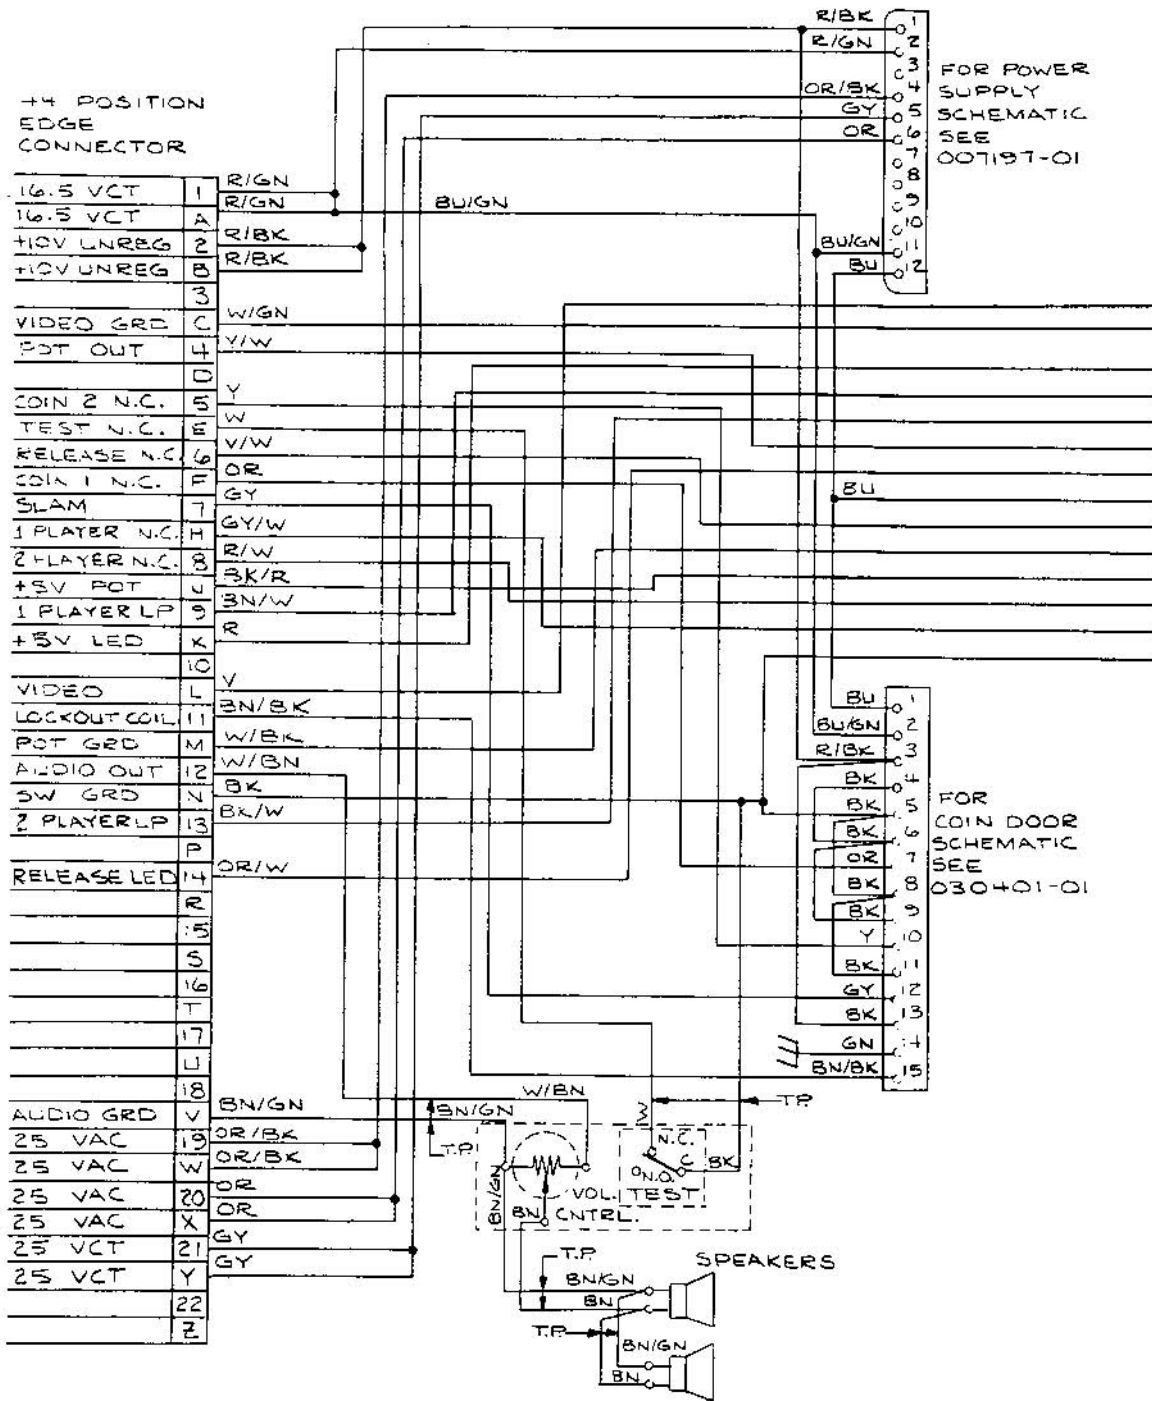 R/BK
1
R/GN
2
3
OR/BK
4
GY
5
OR
6
7
8
9
10
BU/GN
11
BU
12
FOR POWER
SUPPLY
SCHEMATIC
SEE
007197-01
44 POSITION
EDGE
CONNECTOR
16.5 VCT 1 R/GN
16.5 VCT A R/GN BU/GN
+10V UNREG 2 R/BK
+10V UNREG B R/BK
3
VIDEO GRD C W/GN
POT OUT 4 Y/W
D
COIN 2 N.C. 5 Y
TEST N.C. E W
RELEASE N.C. 6 V/W
COIN 1 N.C. F OR
SLAM 7 GY
BU
1 PLAYER N.C. H GY/W
2 PLAYER N.C. 8 R/W
+5V POT J BK/R
1 PLAYER LP 9 BN/W
+5V LED K R
10
VIDEO L V
LOCKOUT COIL 11 BN/BK
POT GRD M W/BK
AUDIO OUT 12 W/BN
SW GRD N BK
2 PLAYER LP 13 BK/W
P
RELEASE LED 14 OR/W
R
15
S
16
T
17
U
18
AUDIO GRD V BN/GN
25 VAC 19 OR/BK
25 VAC W OR/BK
25 VAC 20 OR
25 VAC X OR
25 VCT 21 GY
25 VCT Y GY
22
Z
BU 1
BU/GN 2
R/BK 3
BK 4
BK 5
BK 6
OR 7
BK 8
BK 9
Y 10
BK 11
GY 12
BK 13
GN 14
BN/BK 15
FOR
COIN DOOR
SCHEMATIC
SEE
030401-01
W/BN
BN/GN
T.P.
W
T.P.
N.C.
C
BK
N.O.
TEST
BN/GN
VOL.
CNTRL.
BN
SPEAKERS
T.P.
BN/GN
BN
T.P.
BN/GN
BN